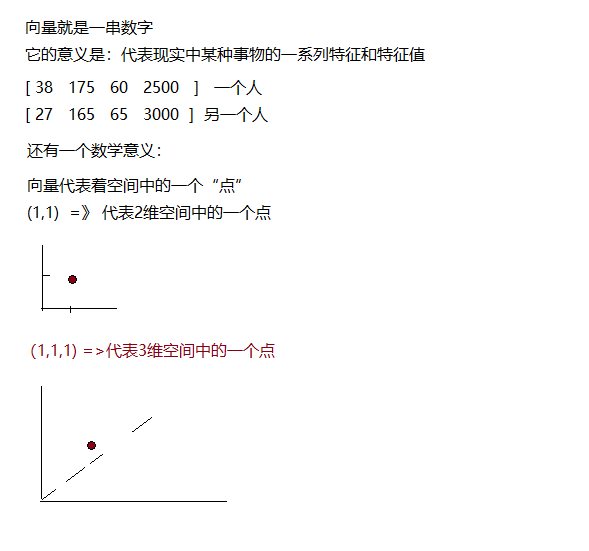 向量就是一串数字
它的意义是：代表现实中某种事物的一系列特征和特征值
[ 38 175 60 2500 ] 一个人
[ 27 165 65 3000 ] 另一个人
还有一个数学意义：
向量代表着空间中的一个“点”
(1,1) =》 代表2维空间中的一个点
(1,1,1) =>代表3维空间中的一个点